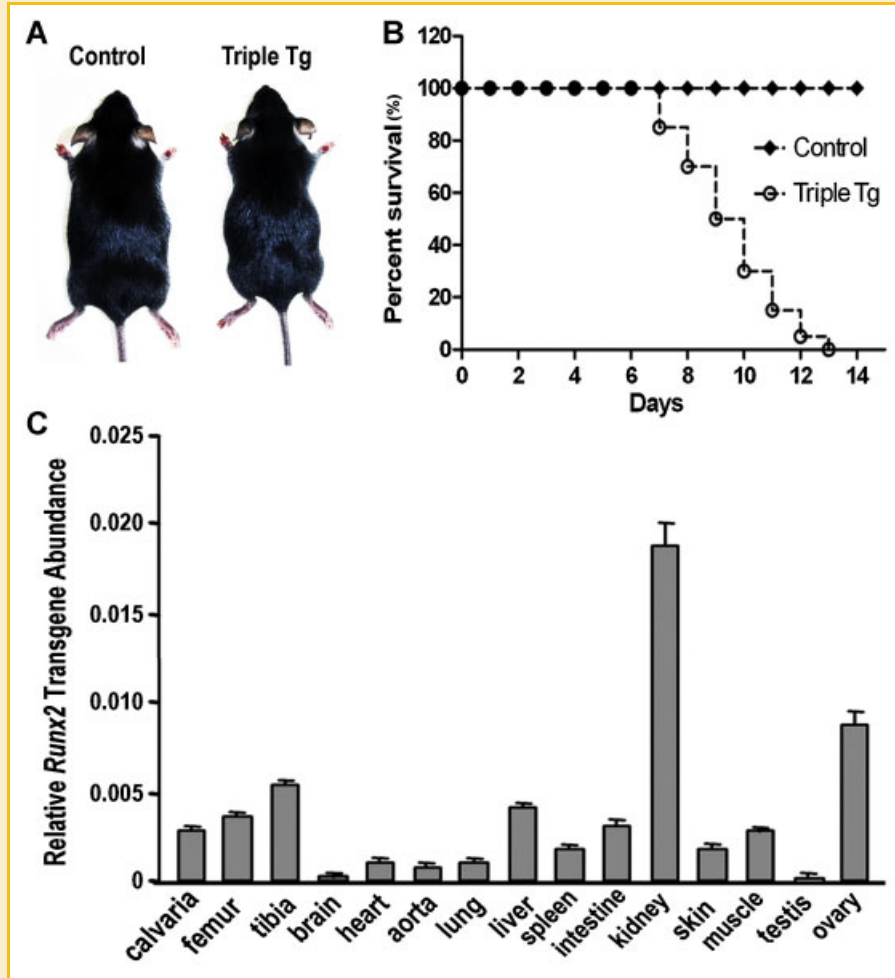 A
Control Triple Tg
B
Percent survival (%)
120
100
80
60
40
20
0
Control
Triple Tg
0 2 4 6 8 10 12 14
Days
C
Relative Runx2 Transgene Abundance
0.025
0.020
0.015
0.010
0.005
0
calvaria femur tibia brain heart aorta lung liver spleen intestine kidney skin muscle testis ovary